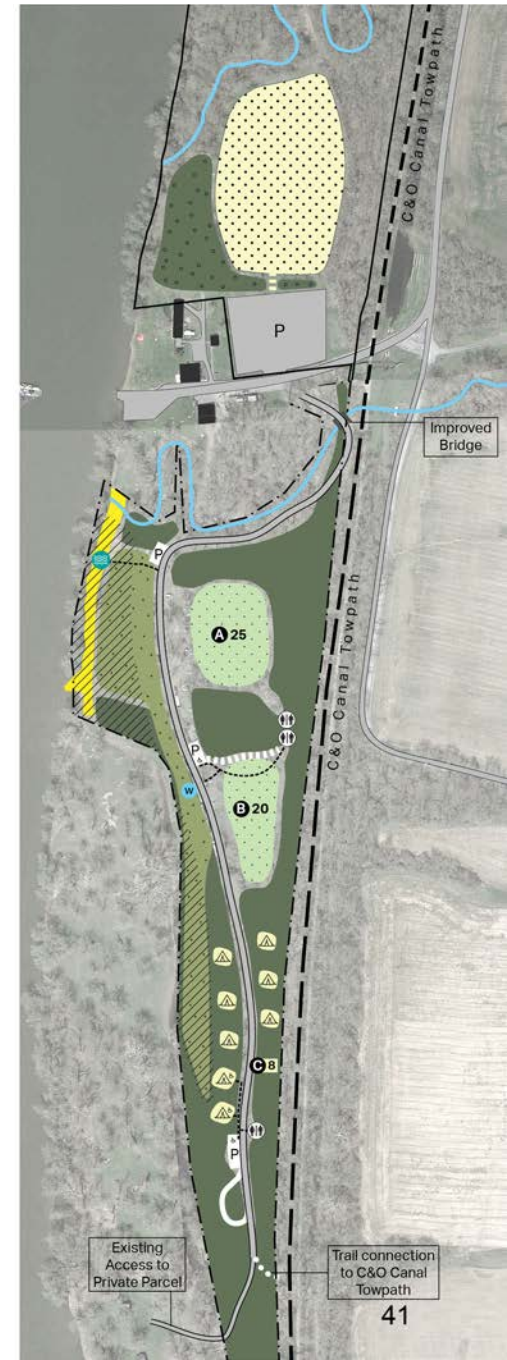 C&O Canal Towpath
P
Improved
Bridge
P
A 25
C&O Canal Towpath
P
W
B 20
C 8
P
Existing
Access to
Private Parcel
Trail connection
to C&O Canal
Towpath
41